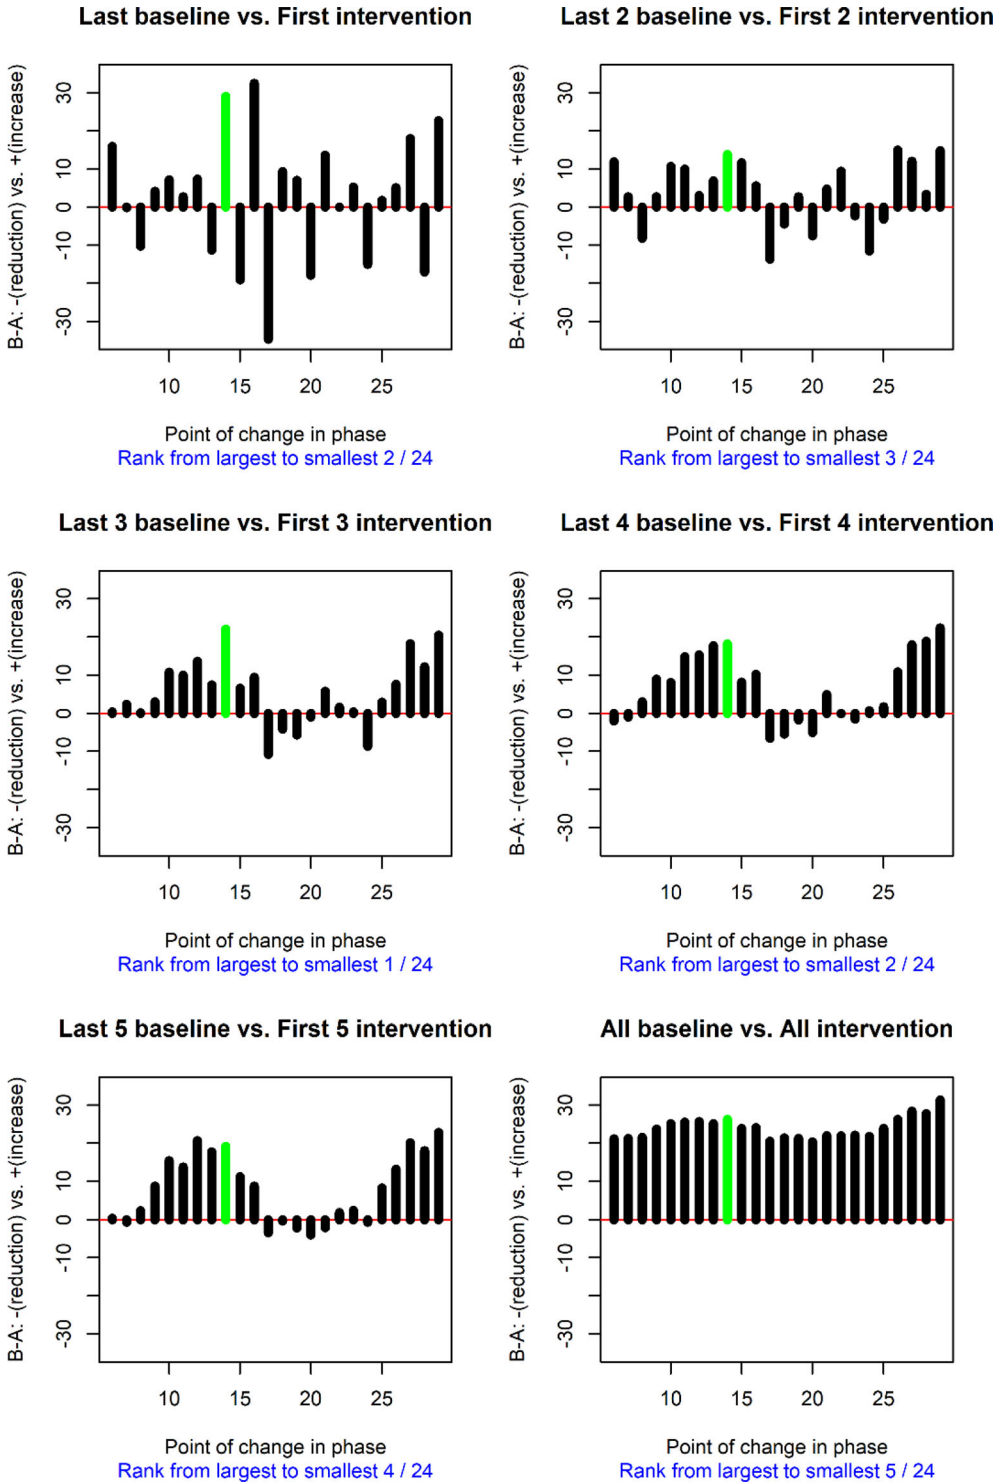 Last baseline vs. First intervention
B-A: -(reduction) vs. +(increase)
30
10
0
-10
-30
10 15 20 25
Point of change in phase
Rank from largest to smallest 2 / 24
Last 2 baseline vs. First 2 intervention
B-A: -(reduction) vs. +(increase)
30
10
0
-10
-30
10 15 20 25
Point of change in phase
Rank from largest to smallest 3 / 24
Last 3 baseline vs. First 3 intervention
B-A: -(reduction) vs. +(increase)
30
10
0
-10
-30
10 15 20 25
Point of change in phase
Rank from largest to smallest 1 / 24
Last 4 baseline vs. First 4 intervention
B-A: -(reduction) vs. +(increase)
30
10
0
-10
-30
10 15 20 25
Point of change in phase
Rank from largest to smallest 2 / 24
Last 5 baseline vs. First 5 intervention
B-A: -(reduction) vs. +(increase)
30
10
0
-10
-30
10 15 20 25
Point of change in phase
Rank from largest to smallest 4 / 24
All baseline vs. All intervention
B-A: -(reduction) vs. +(increase)
30
10
0
-10
-30
10 15 20 25
Point of change in phase
Rank from largest to smallest 5 / 24